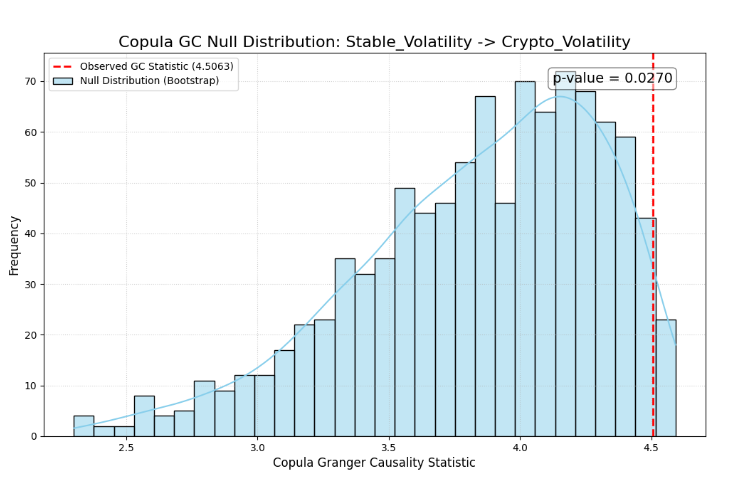 Copula GC Null Distribution: Stable_Volatility -> Crypto_Volatility
Observed GC Statistic (4.5063)
Null Distribution (Bootstrap)
p-value = 0.0270
Frequency
70
60
50
40
30
20
10
0
2.5 3.0 3.5 4.0 4.5
Copula Granger Causality Statistic